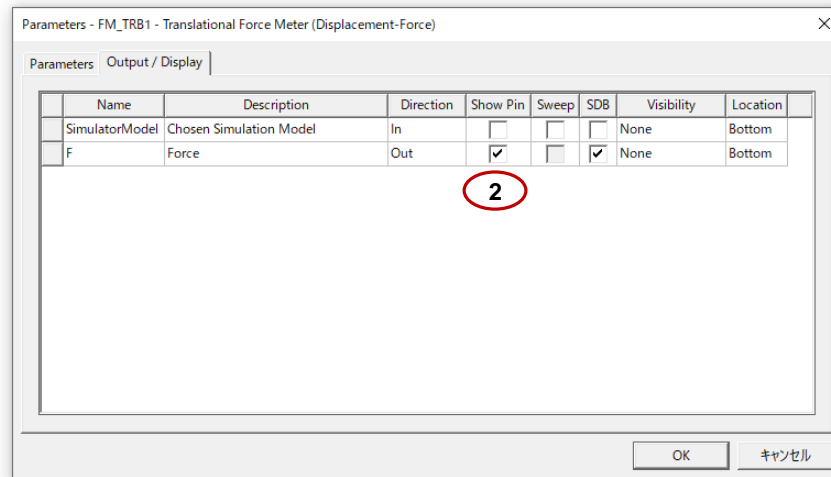 Parameters - FM_TRB1 - Translational Force Meter (Displacement-Force)
Parameters Output / Display
Name Description Direction Show Pin Sweep SDB Visibility Location
SimulatorModel Chosen Simulation Model In None Bottom
F Force Out None Bottom
2
OK キャンセル